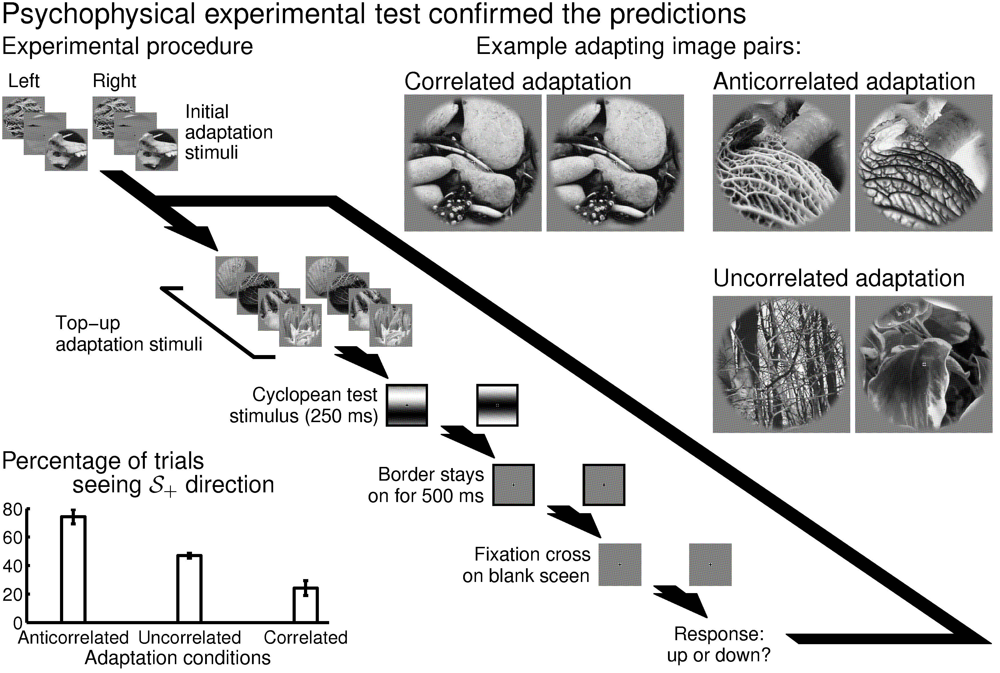 Psychophysical experimental test confirmed the predictions
Experimental procedure
Left
Right
Initial
adaptation
stimuli
Top−up
adaptation stimuli
Cyclopean test
stimulus (250 ms)
Border stays
on for 500 ms
Fixation cross
on blank sceen
Response:
up or down?
Example adapting image pairs:
Correlated adaptation
Anticorrelated adaptation
Uncorrelated adaptation
Percentage of trials
seeing 𝒮₊ direction
80
60
40
20
0
Anticorrelated Uncorrelated Correlated
Adaptation conditions